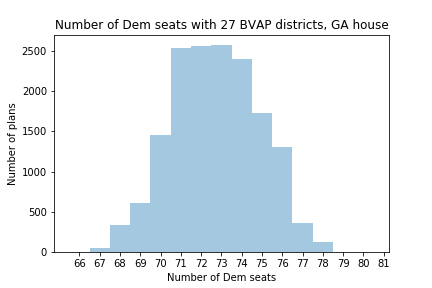 Number of Dem seats with 27 BVAP districts, GA house
2500
2000
1500
1000
500
0
Number of plans
66 67 68 69 70 71 72 73 74 75 76 77 78 79 80 81
Number of Dem seats